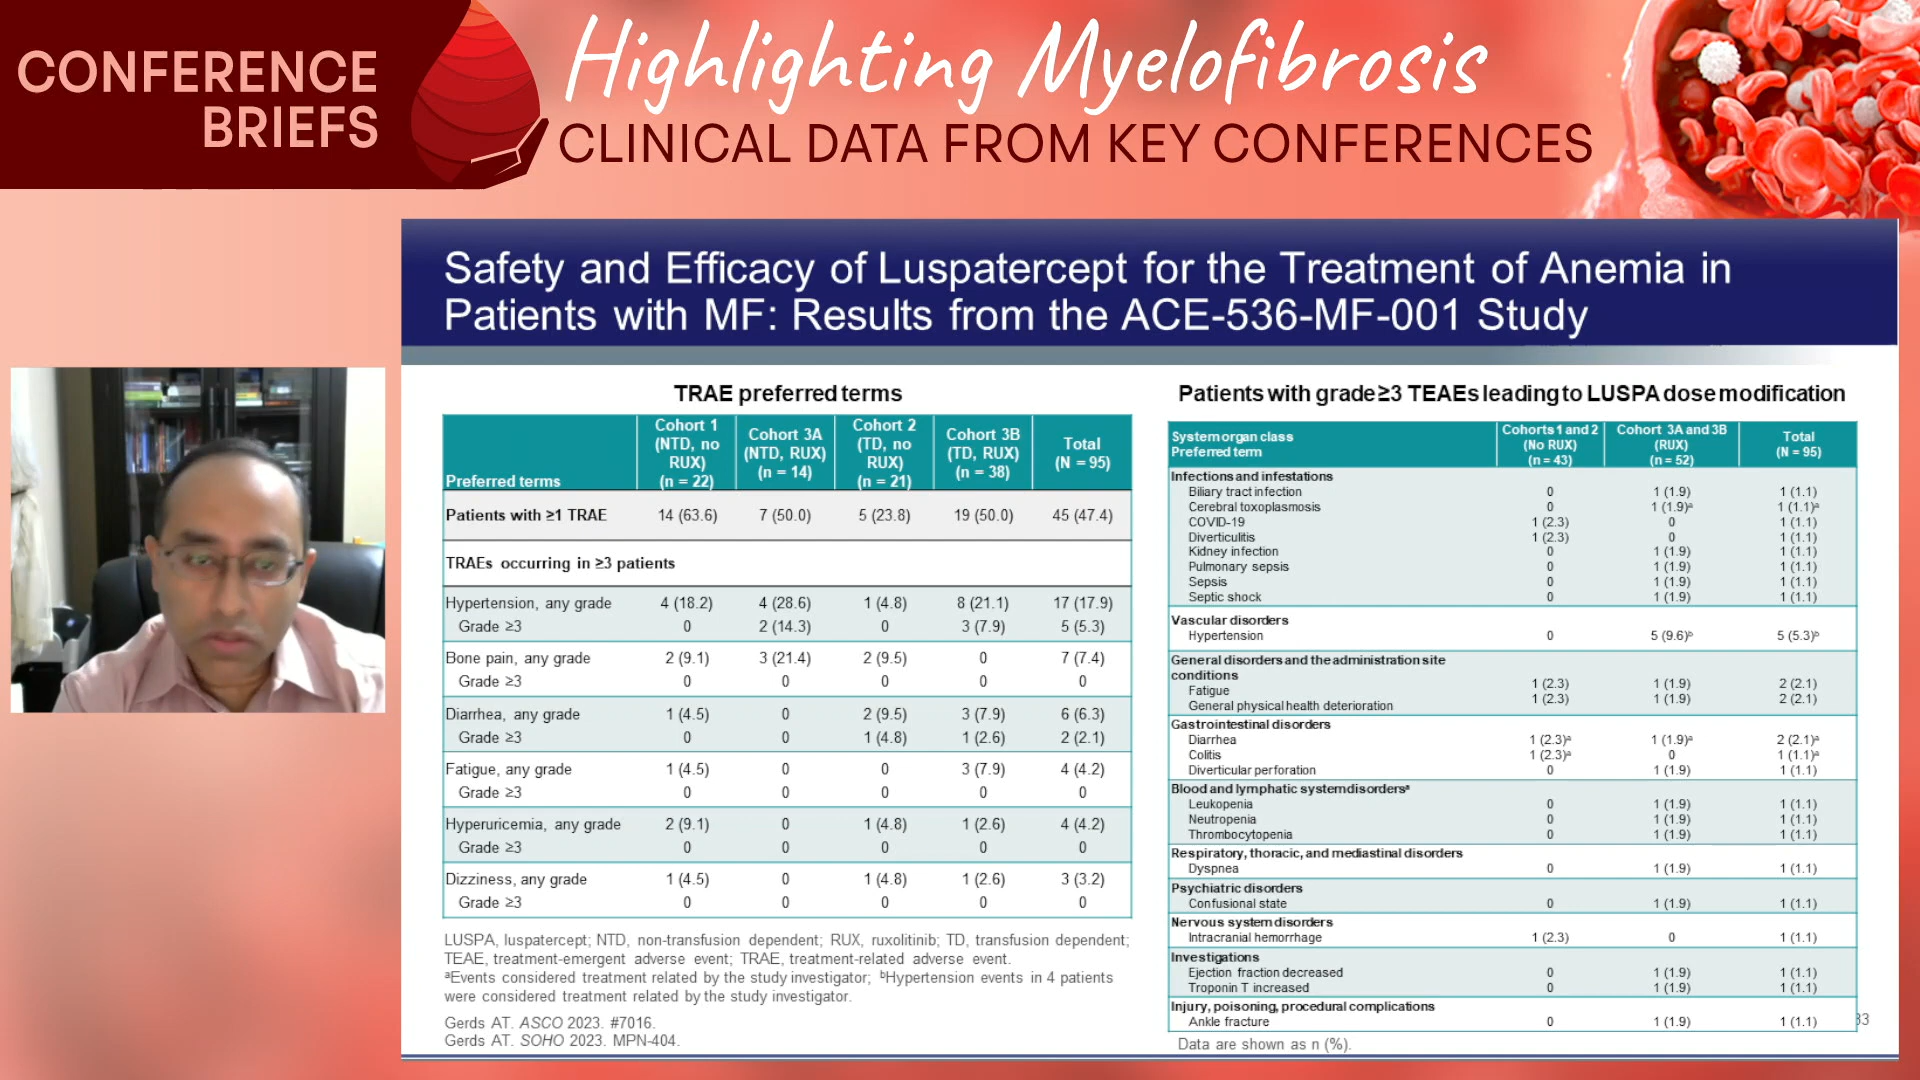 CONFERENCE
BRIEFS
Highlighting Myelofibrosis
CLINICAL DATA FROM KEY CONFERENCES
Safety and Efficacy of Luspatercept for the Treatment of Anemia in
Patients with MF: Results from the ACE-536-MF-001 Study
TRAE preferred terms
Preferred terms | Cohort 1 (NTD, no RUX) (n = 22) | Cohort 3A (NTD, RUX) (n = 14) | Cohort 2 (TD, no RUX) (n = 21) | Cohort 3B (TD, RUX) (n = 38) | Total (N = 95)
Patients with ≥1 TRAE 14 (63.6) 7 (50.0) 5 (23.8) 19 (50.0) 45 (47.4)
TRAEs occurring in ≥3 patients
Hypertension, any grade 4 (18.2) 4 (28.6) 1 (4.8) 8 (21.1) 17 (17.9)
Grade ≥3 0 2 (14.3) 0 3 (7.9) 5 (5.3)
Bone pain, any grade 2 (9.1) 3 (21.4) 2 (9.5) 0 7 (7.4)
Grade ≥3 0 0 0 0 0
Diarrhea, any grade 1 (4.5) 0 2 (9.5) 3 (7.9) 6 (6.3)
Grade ≥3 0 0 1 (4.8) 1 (2.6) 2 (2.1)
Fatigue, any grade 1 (4.5) 0 0 3 (7.9) 4 (4.2)
Grade ≥3 0 0 0 0 0
Hyperuricemia, any grade 2 (9.1) 0 1 (4.8) 1 (2.6) 4 (4.2)
Grade ≥3 0 0 0 0 0
Dizziness, any grade 1 (4.5) 0 1 (4.8) 1 (2.6) 3 (3.2)
Grade ≥3 0 0 0 0 0
LUSPA, luspatercept; NTD, non-transfusion dependent; RUX, ruxolitinib; TD, transfusion dependent;
TEAE, treatment-emergent adverse event; TRAE, treatment-related adverse event.
ᵃEvents considered treatment related by the study investigator; ᵇHypertension events in 4 patients
were considered treatment related by the study investigator.
Gerds AT. ASCO 2023. #7016.
Gerds AT. SOHO 2023. MPN-404.
Patients with grade ≥3 TEAEs leading to LUSPA dose modification
System organ class Preferred term | Cohorts 1 and 2 (No RUX) (n = 43) | Cohort 3A and 3B (RUX) (n = 52) | Total (N = 95)
Infections and infestations
Biliary tract infection 0 1 (1.9) 1 (1.1)
Cerebral toxoplasmosis 0 1 (1.9)ᵃ 1 (1.1)ᵃ
COVID-19 1 (2.3) 0 1 (1.1)
Diverticulitis 1 (2.3) 0 1 (1.1)
Kidney infection 0 1 (1.9) 1 (1.1)
Pulmonary sepsis 0 1 (1.9) 1 (1.1)
Sepsis 0 1 (1.9) 1 (1.1)
Septic shock 0 1 (1.9) 1 (1.1)
Vascular disorders
Hypertension 0 5 (9.6)ᵇ 5 (5.3)ᵇ
General disorders and the administration site
conditions
Fatigue 1 (2.3) 1 (1.9) 2 (2.1)
General physical health deterioration 1 (2.3) 1 (1.9) 2 (2.1)
Gastrointestinal disorders
Diarrhea 1 (2.3)ᵃ 1 (1.9)ᵃ 2 (2.1)ᵃ
Colitis 1 (2.3)ᵃ 0 1 (1.1)ᵃ
Diverticular perforation 0 1 (1.9) 1 (1.1)
Blood and lymphatic system disordersᵃ
Leukopenia 0 1 (1.9) 1 (1.1)
Neutropenia 0 1 (1.9) 1 (1.1)
Thrombocytopenia 0 1 (1.9) 1 (1.1)
Respiratory, thoracic, and mediastinal disorders
Dyspnea 0 1 (1.9) 1 (1.1)
Psychiatric disorders
Confusional state 0 1 (1.9) 1 (1.1)
Nervous system disorders
Intracranial hemorrhage 1 (2.3) 0 1 (1.1)
Investigations
Ejection fraction decreased 0 1 (1.9) 1 (1.1)
Troponin T increased 0 1 (1.9) 1 (1.1)
Injury, poisoning, procedural complications
Ankle fracture 0 1 (1.9) 1 (1.1)
Data are shown as n (%).